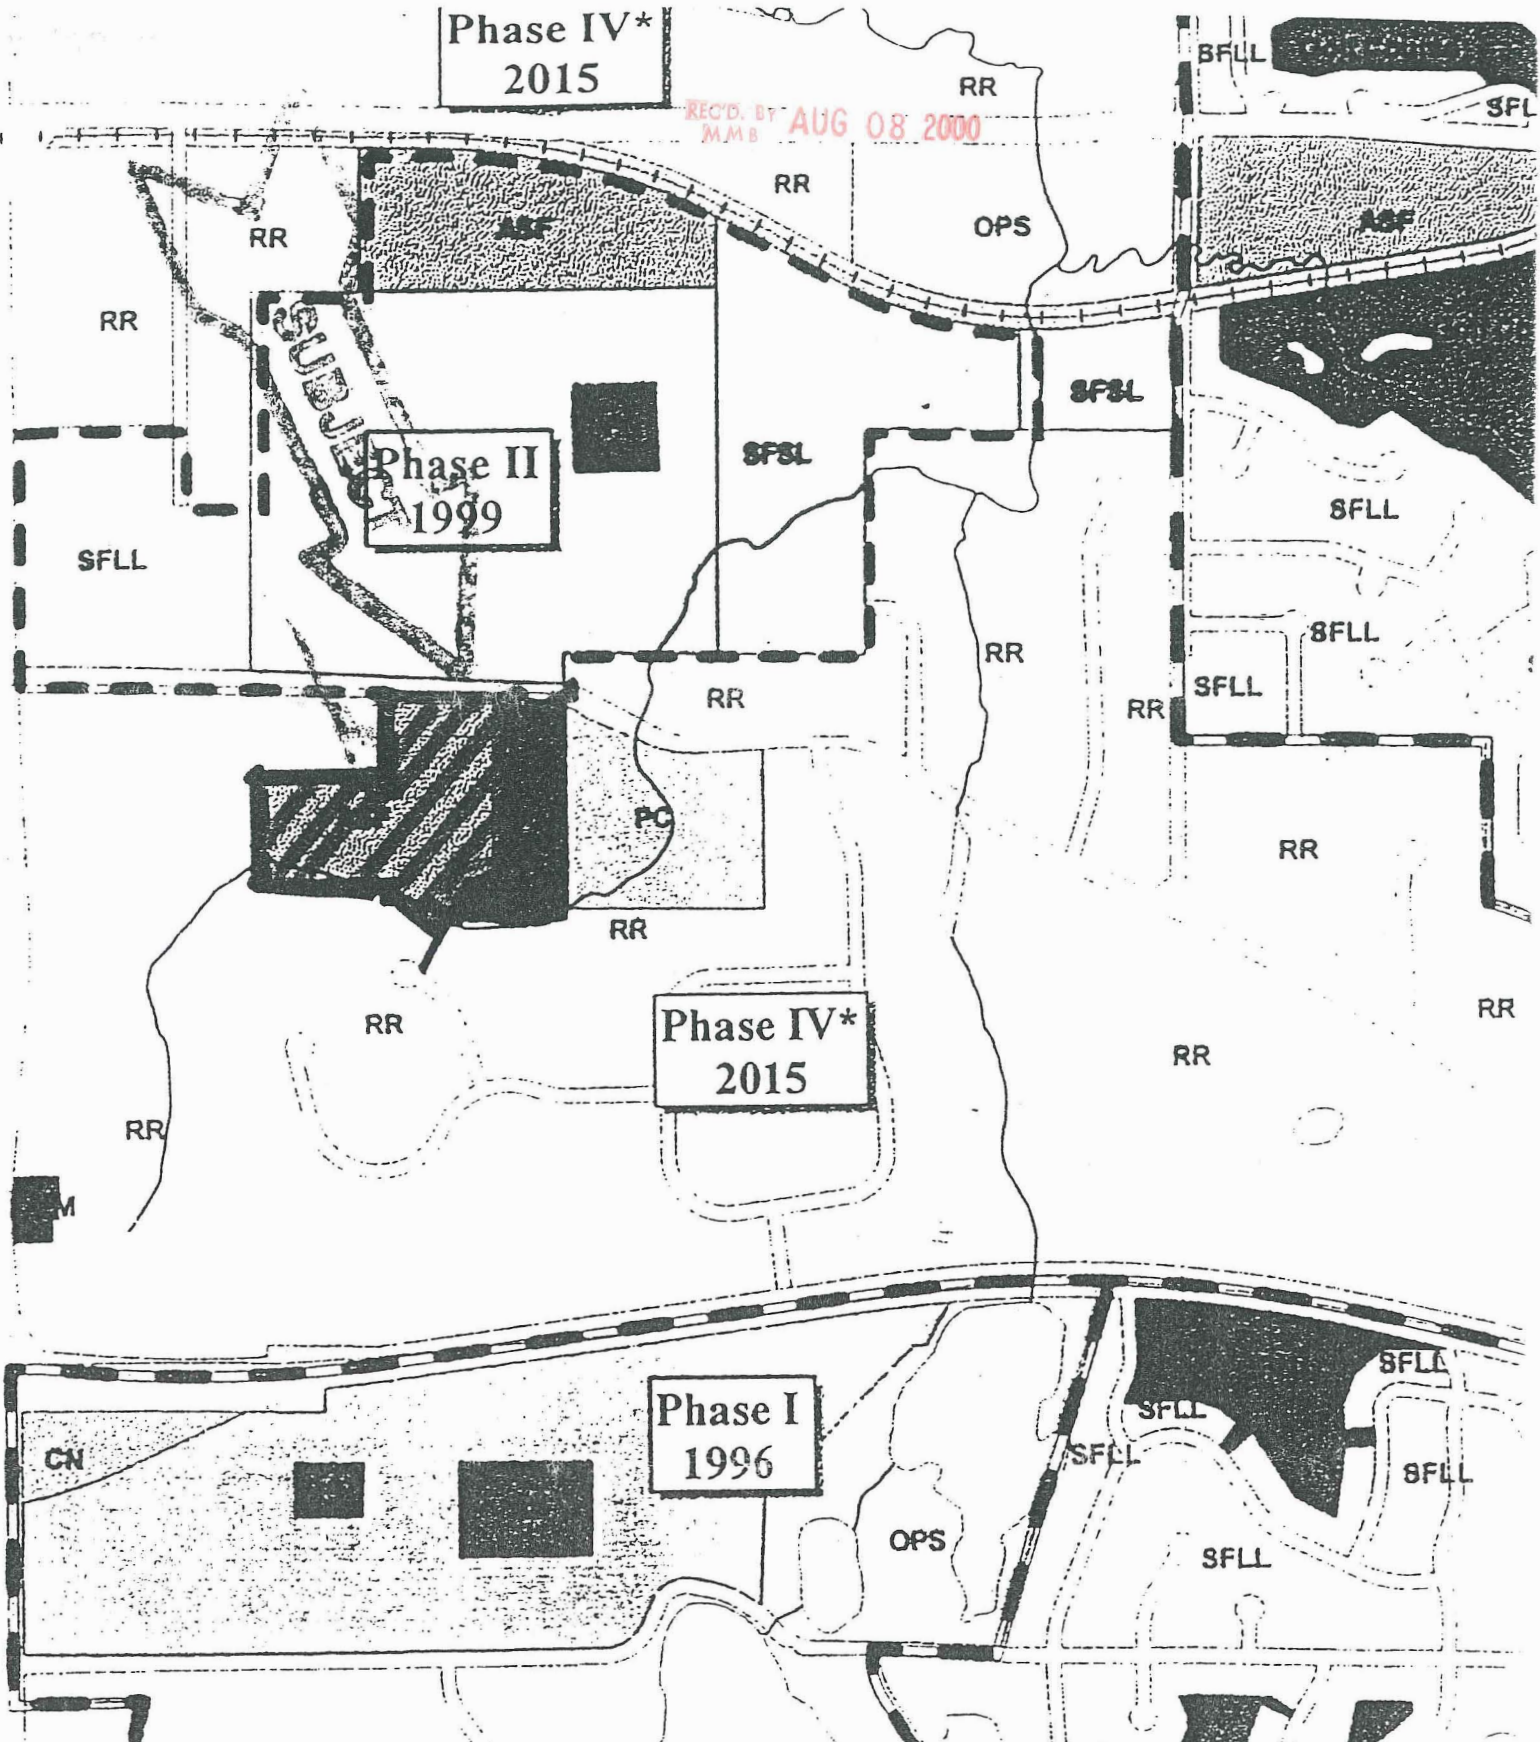 Phase IV*
2015
SFLL
RR
SFL
REC'D. BY
MMB
AUG 08 2000
RR
ASF
OPS
ASF
RR
RR
SUBJECT
SFSL
Phase II
1999
SFSL
SFLL
SFLL
SFLL
RR
SFLL
RR
RR
PC
RR
RR
RR
RR
Phase IV*
2015
RR
RR
M
SFLL
Phase I
1996
SFLL
CN
SFLL
SFLL
OPS
SFLL